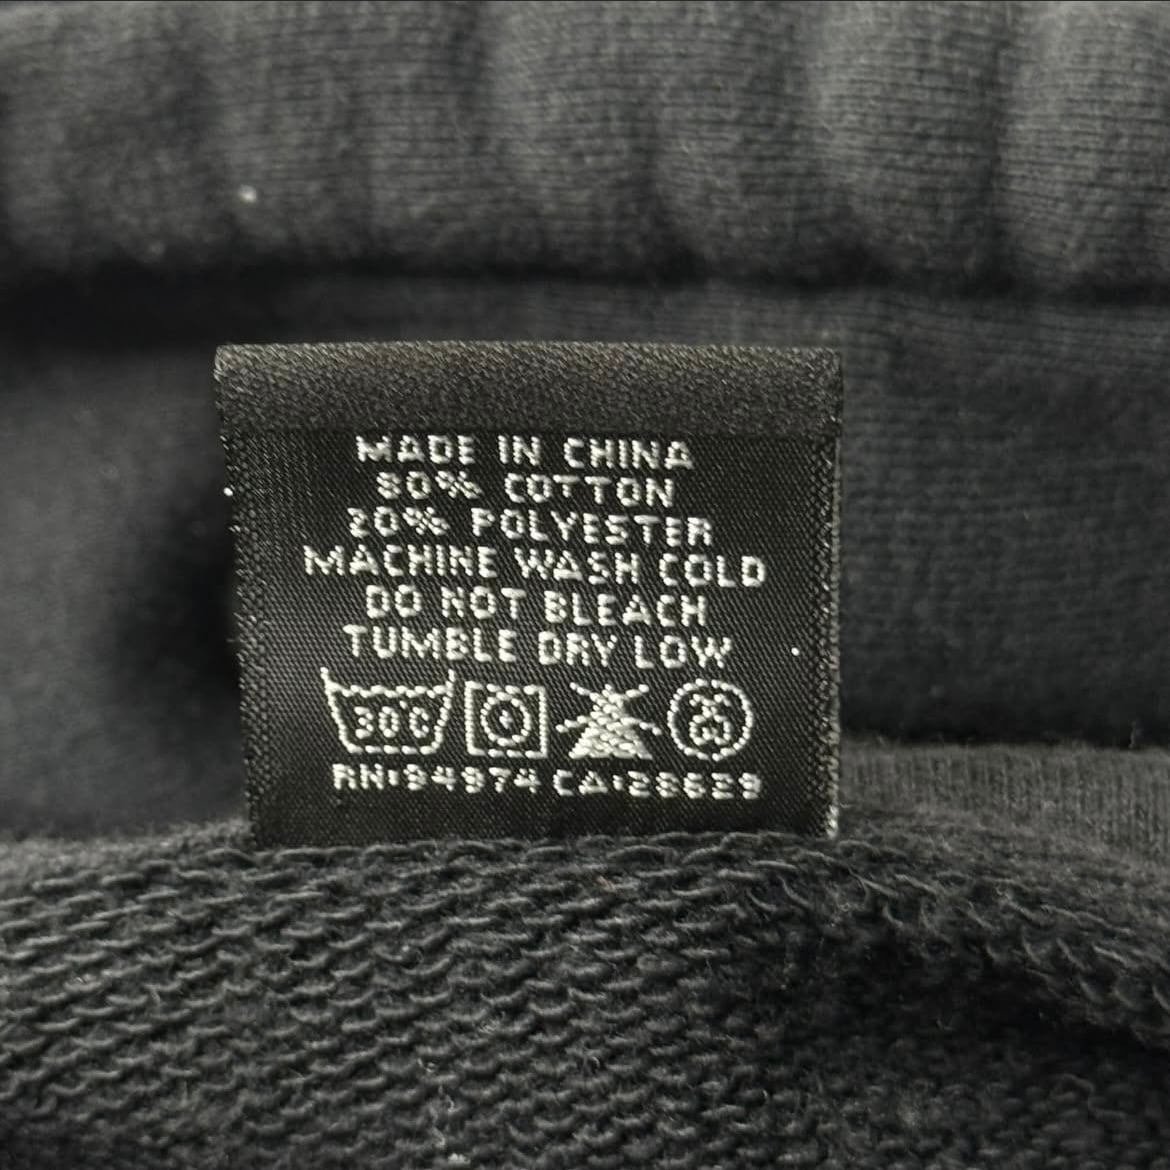 MADE IN CHINA
80% COTTON
20% POLYESTER
MACHINE WASH COLD
DO NOT BLEACH
TUMBLE DRY LOW
30°C
RN:94974 CA:28629